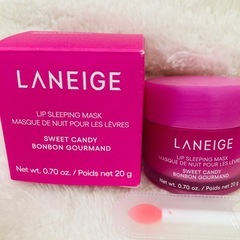 LANEIGE
LIP SLEEPING MASK
MASQUE DE NUIT POUR LES LÈVRES
SWEET CANDY
BONBON GOURMAND
Net wt. 0.70 oz. / Poids net 20 g
LANEIGE
LIP SLEEPING MASK
MASQUE DE NUIT POUR LES LÈVRES
SWEET CANDY
BONBON GOURMAND
Net wt. 0.70 oz. / Poids net 20 g